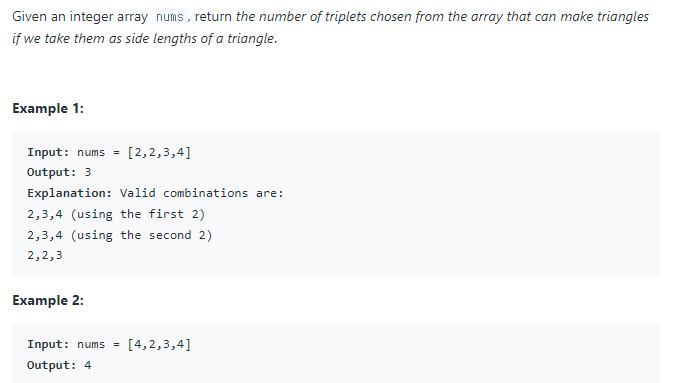 Given an integer array nums, return the number of triplets chosen from the array that can make triangles
if we take them as side lengths of a triangle.
Example 1:
Input: nums = [2,2,3,4]
Output: 3
Explanation: Valid combinations are:
2,3,4 (using the first 2)
2,3,4 (using the second 2)
2,2,3
Example 2:
Input: nums = [4,2,3,4]
Output: 4